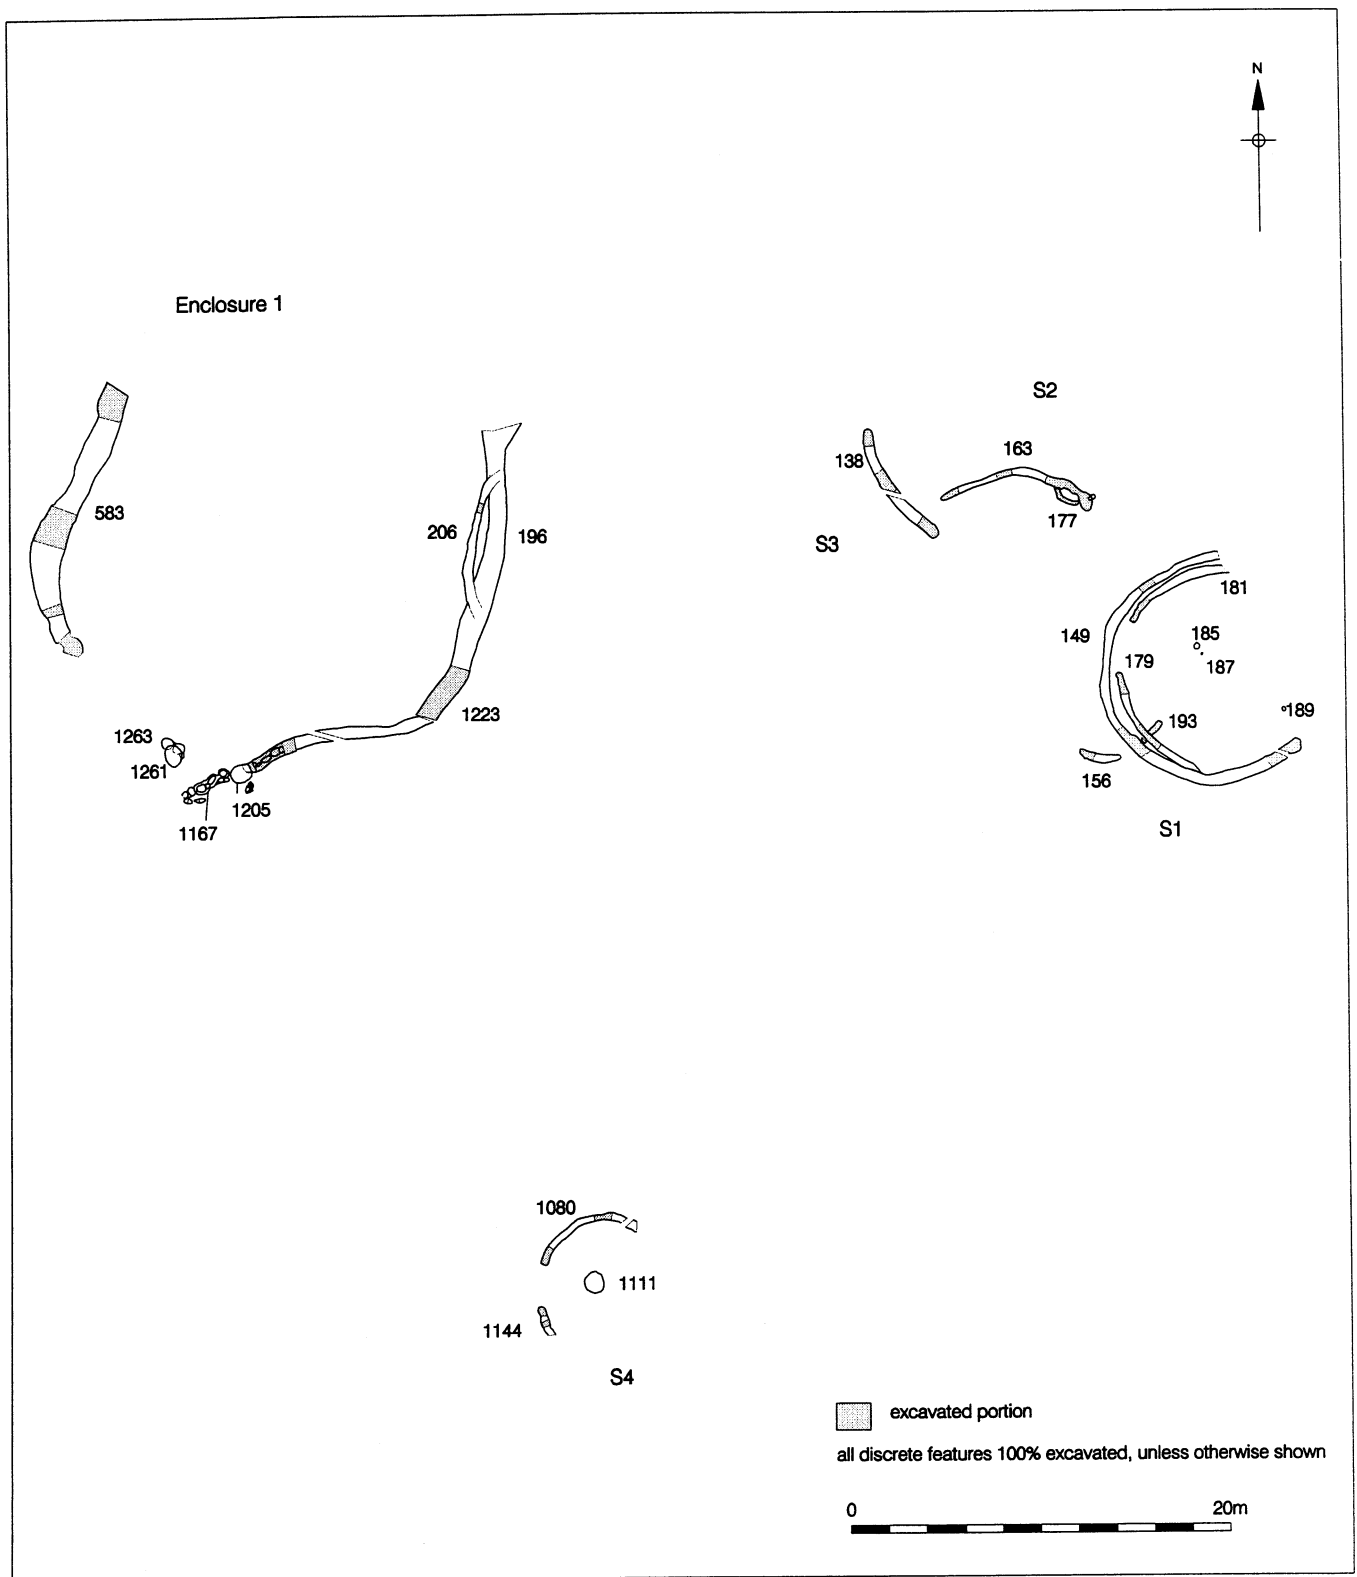 N
Enclosure 1
S2
163
138
583
177
206
196
S3
181
149
185
179
187
1223
189
193
1263
1261
156
1205
1167
S1
1080
1111
1144
S4
excavated portion
all discrete features 100% excavated, unless otherwise shown
0 20m